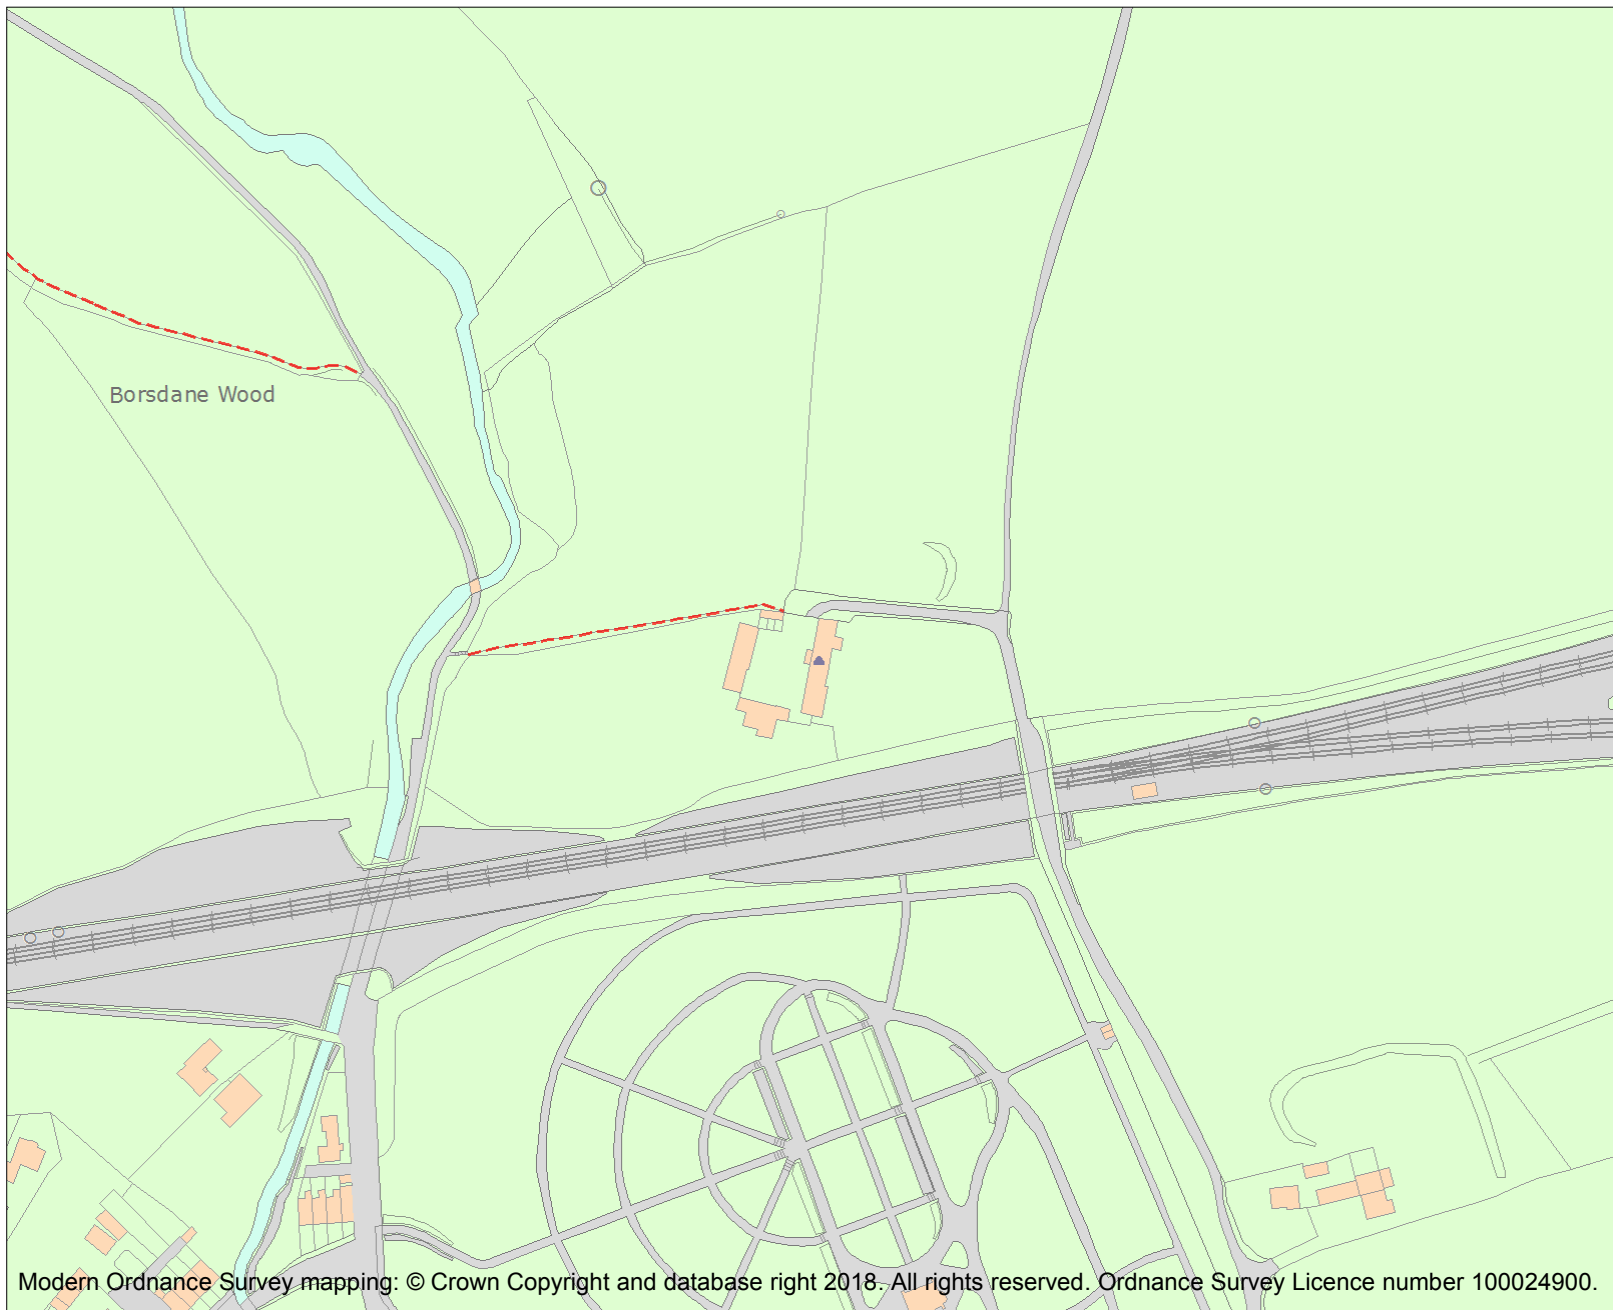 Borsdane Wood
Modern Ordnance Survey mapping: © Crown Copyright and database right 2018. All rights reserved. Ordnance Survey Licence number 100024900.